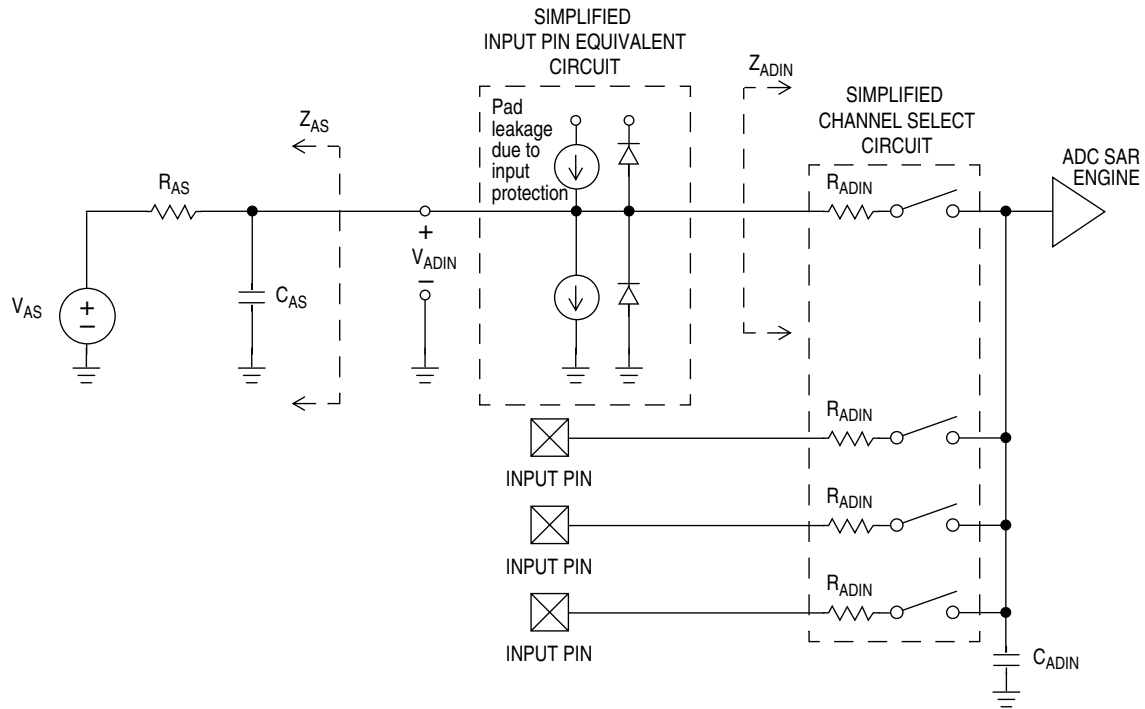 SIMPLIFIED
INPUT PIN EQUIVALENT
CIRCUIT
Z_ADIN
SIMPLIFIED
CHANNEL SELECT
CIRCUIT
Pad
leakage
due to
input
protection
Z_AS
R_AS
R_ADIN
ADC SAR
ENGINE
+
V_ADIN
–
C_AS
V_AS
+
–
R_ADIN
INPUT PIN
R_ADIN
INPUT PIN
R_ADIN
INPUT PIN
C_ADIN